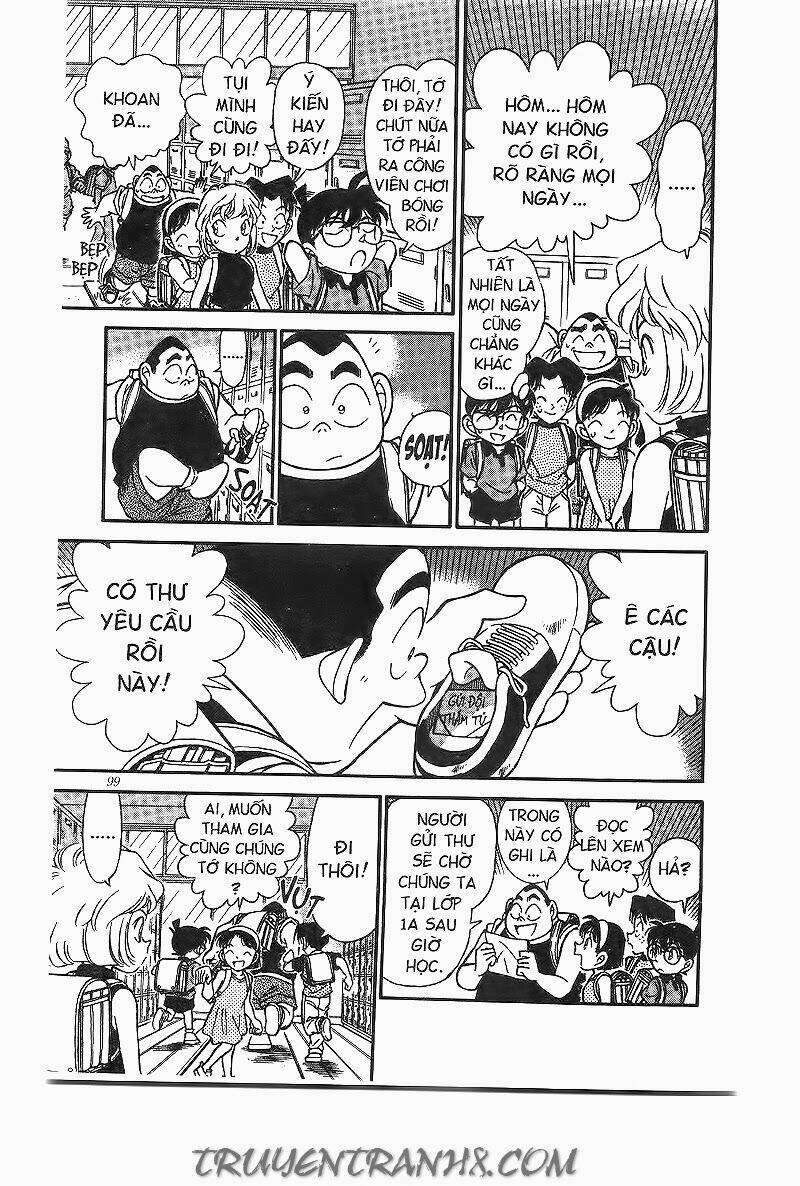 .....
HÔM... HÔM
NAY KHÔNG
CÓ GÌ RỒI,
RÕ RÀNG MỌI
NGÀY...
TẤT
NHIÊN LÀ
MỌI NGÀY
CŨNG
CHẲNG
KHÁC
GÌ...
THÔI, TỚ
ĐI ĐÂY!
CHÚT NỮA
TỚ PHẢI
RA CÔNG
VIÊN CHƠI
BÓNG
RỒI!
Ý
KIẾN
HAY
ĐẤY!
TỤI
MÌNH
CÙNG
ĐI ĐI!
KHOAN
ĐÃ...
BẸP
BẸP
SOẠT!
.....
SOẠT
Ê CÁC
CẬU!
GỬI ĐỘI
THÁM TỬ
CÓ THƯ
YÊU CẦU
RỒI
NÀY!
99
HẢ?
ĐỌC
LÊN XEM
NÀO?
TRONG
NÀY CÓ
GHI LÀ
...
NGƯỜI
GỬI THƯ
SẼ CHỜ
CHÚNG TA
TẠI LỚP
1A SAU
GIỜ
HỌC.
ĐI
THÔI!
VỤT
AI, MUỐN
THAM GIA
CÙNG CHÚNG
TỚ KHÔNG
?
.....
TRUYENTRANH8.COM